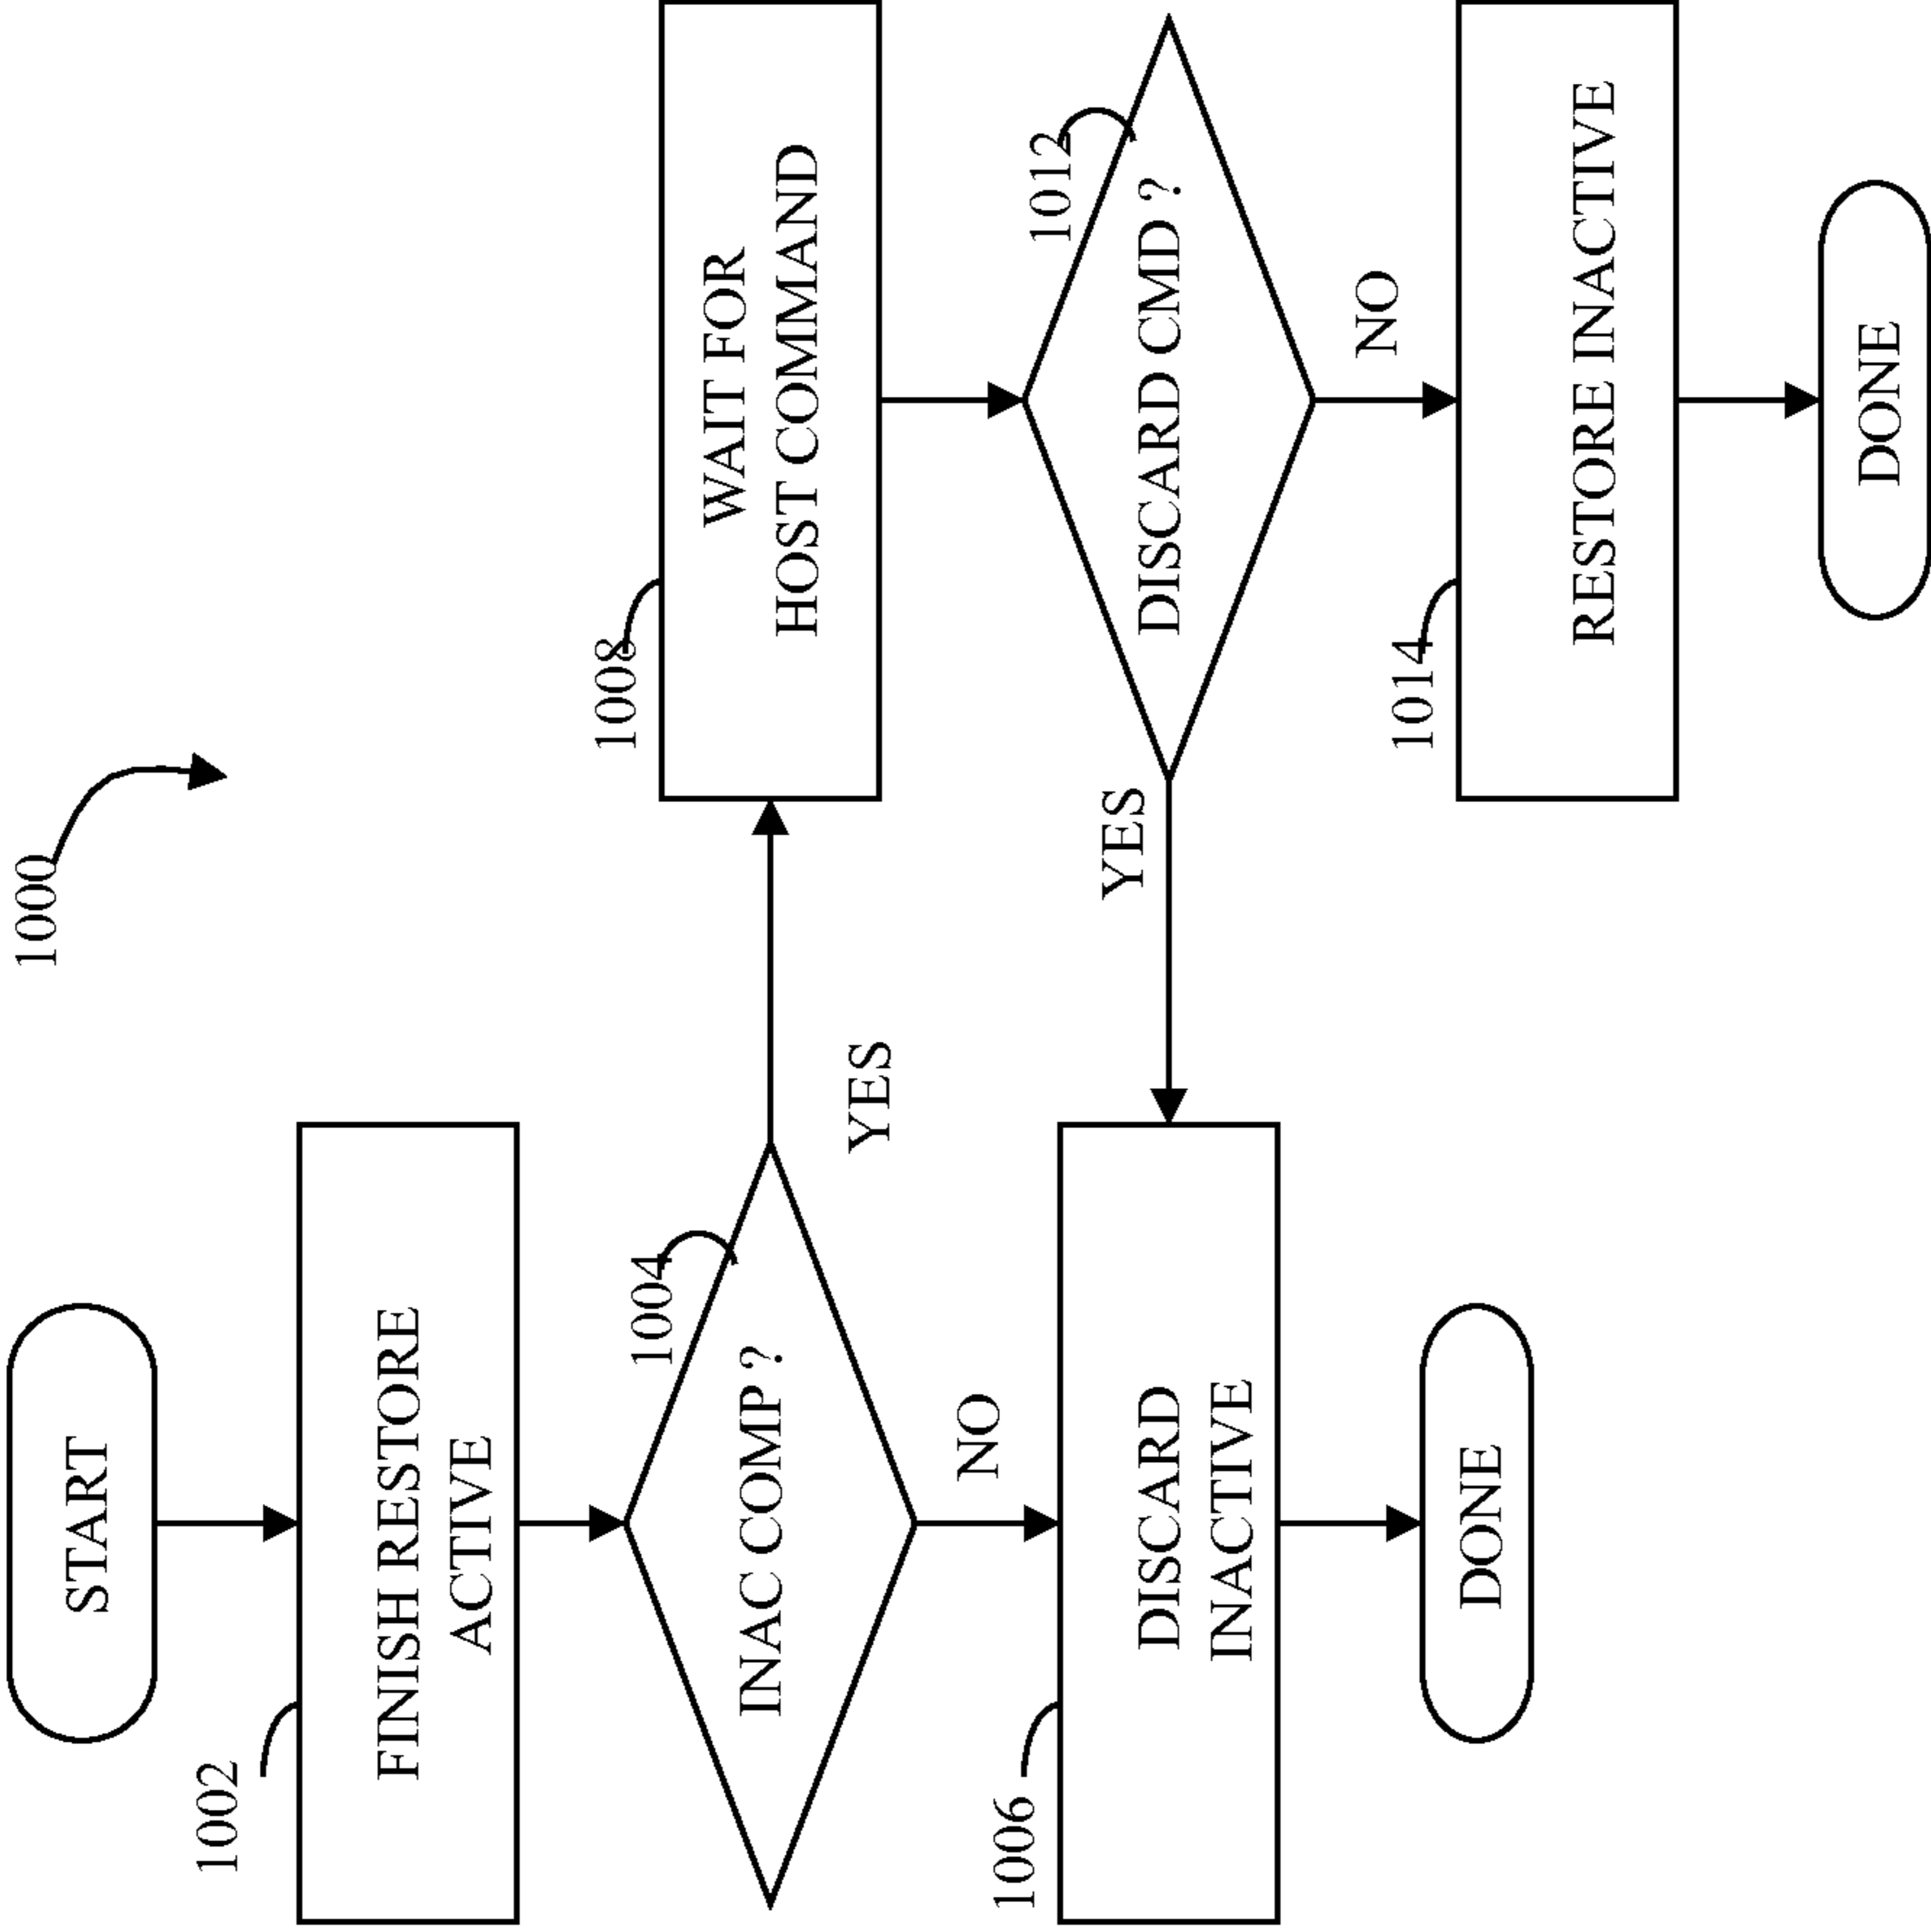 1000
START
1002
FINISH RESTORE
ACTIVE
1004
INAC COMP ?
YES
NO
1006
DISCARD
INACTIVE
DONE
1008
WAIT FOR
HOST COMMAND
1012
DISCARD CMD ?
YES
NO
1014
RESTORE INACTIVE
DONE